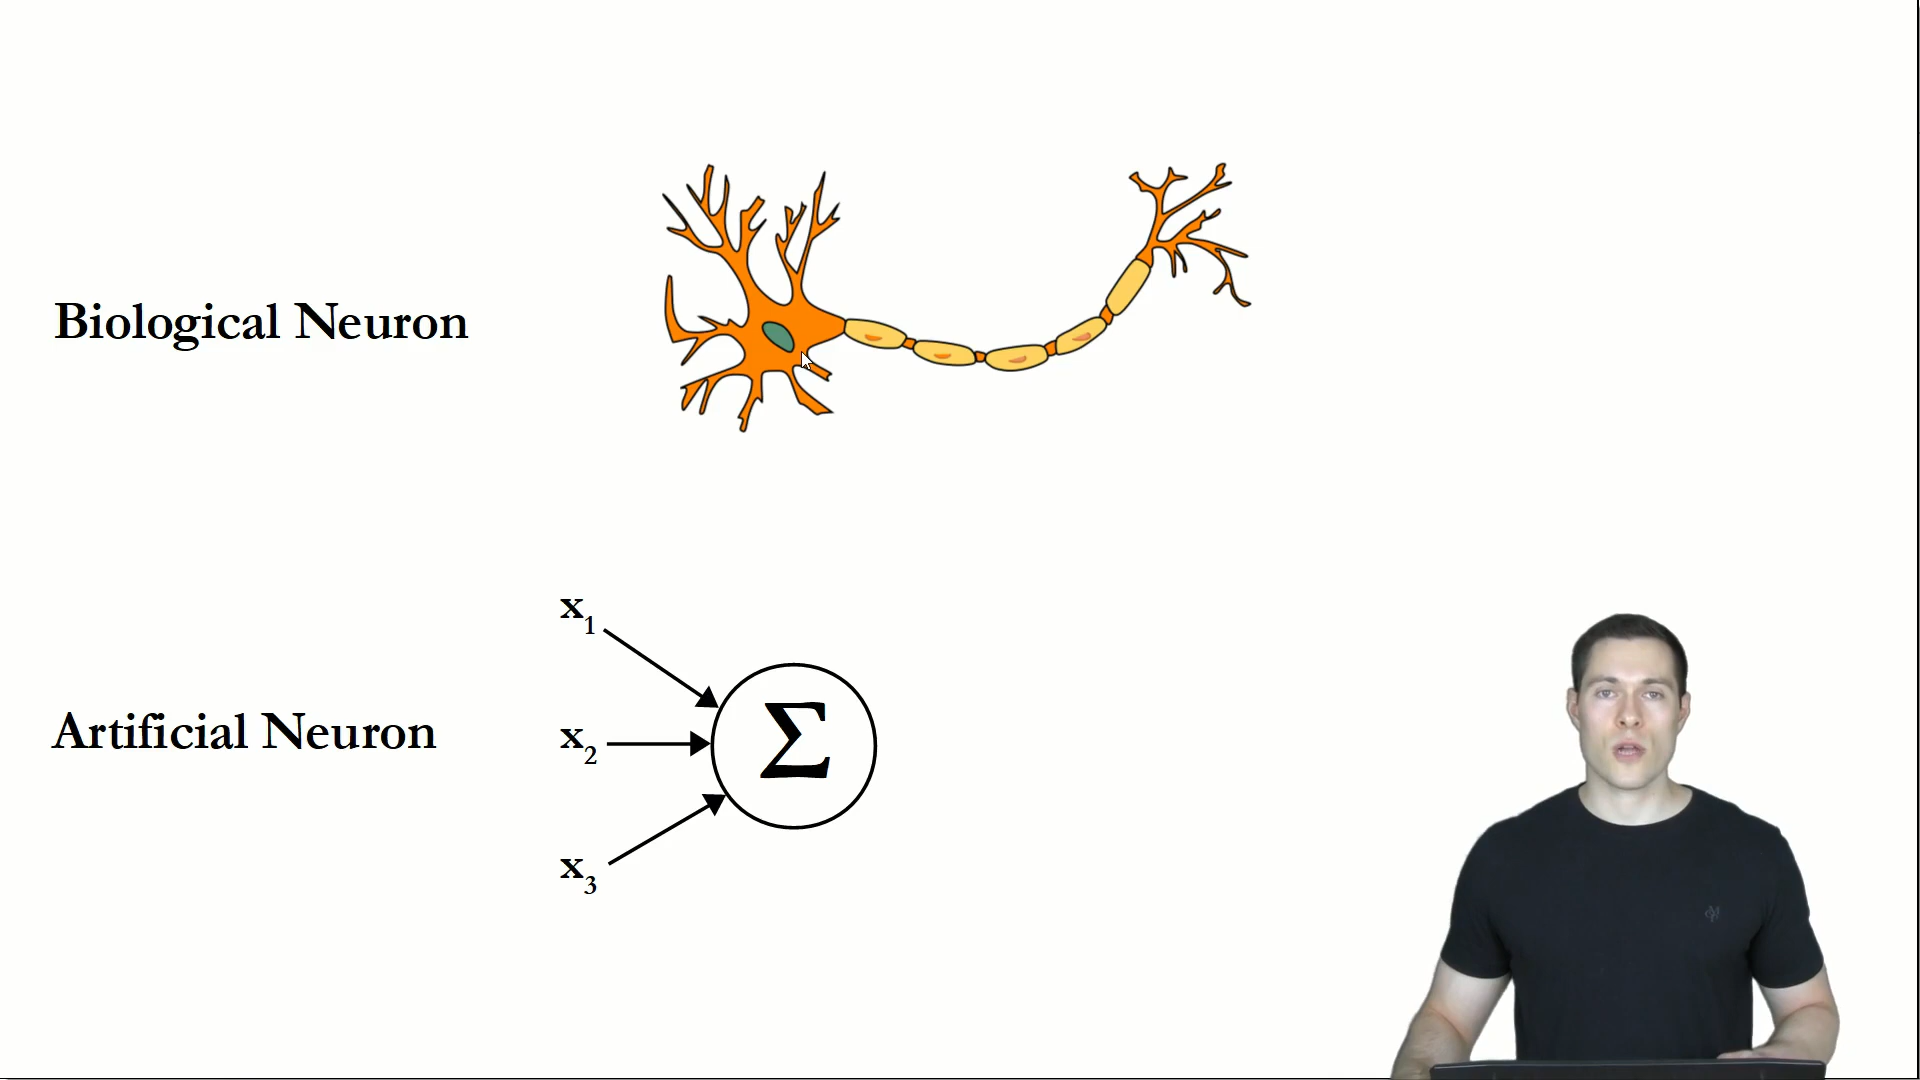 Biological Neuron
x1
Artificial Neuron
x2
Σ
x3